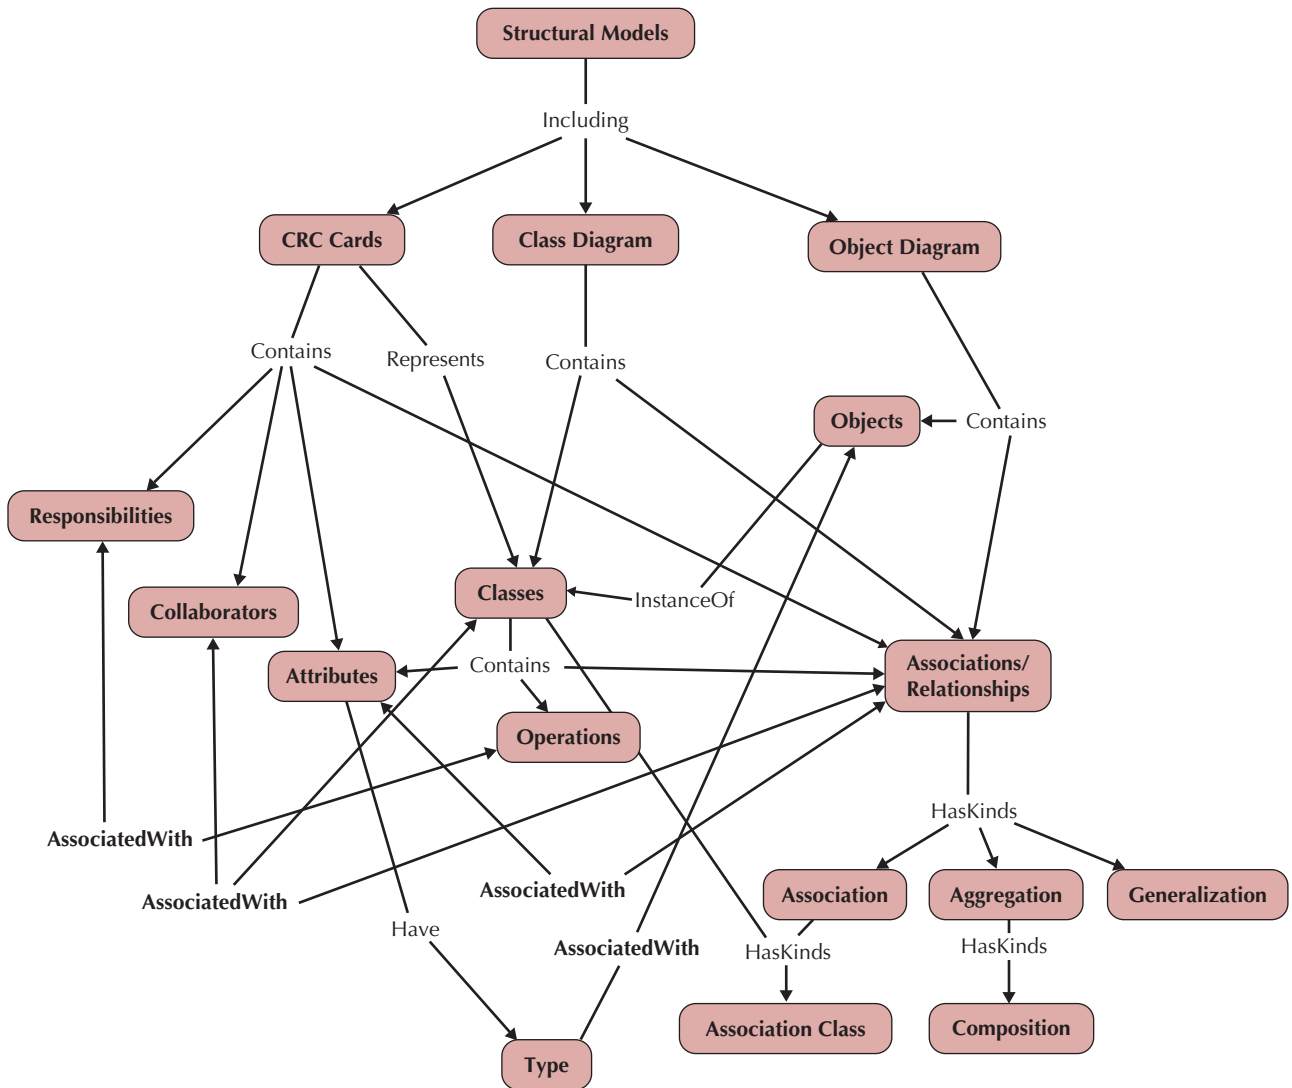 Structural Models
Including
CRC Cards
Class Diagram
Object Diagram
Contains
Represents
Contains
Objects
Contains
Responsibilities
Classes
InstanceOf
Collaborators
Contains
Attributes
Associations/
Relationships
Operations
HasKinds
AssociatedWith
AssociatedWith
AssociatedWith
Association
Aggregation
Generalization
Have
AssociatedWith
HasKinds
HasKinds
Association Class
Composition
Type